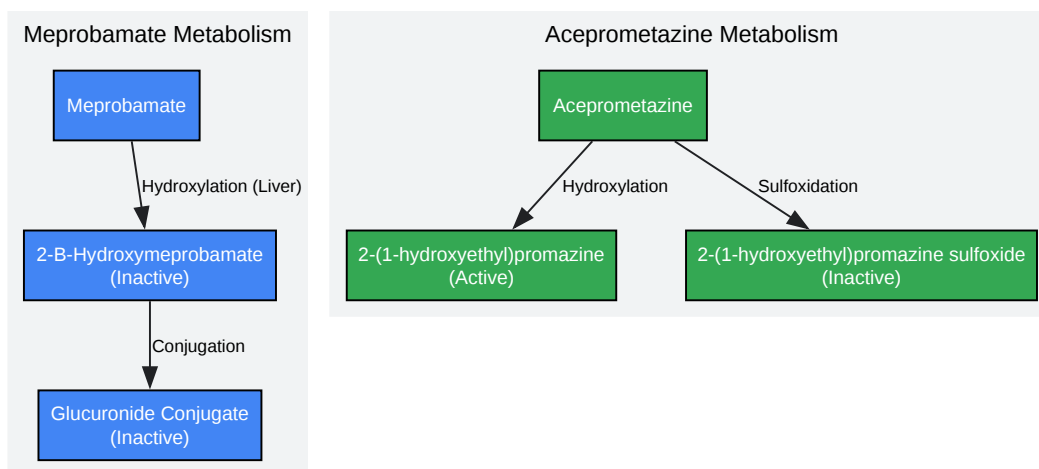 Meprobamate Metabolism
Meprobamate
Hydroxylation (Liver)
2-B-Hydroxymeprobamate
(Inactive)
Conjugation
Glucuronide Conjugate
(Inactive)
Aceprometazine Metabolism
Aceprometazine
Hydroxylation
Sulfoxidation
2-(1-hydroxyethyl)promazine
(Active)
2-(1-hydroxyethyl)promazine sulfoxide
(Inactive)